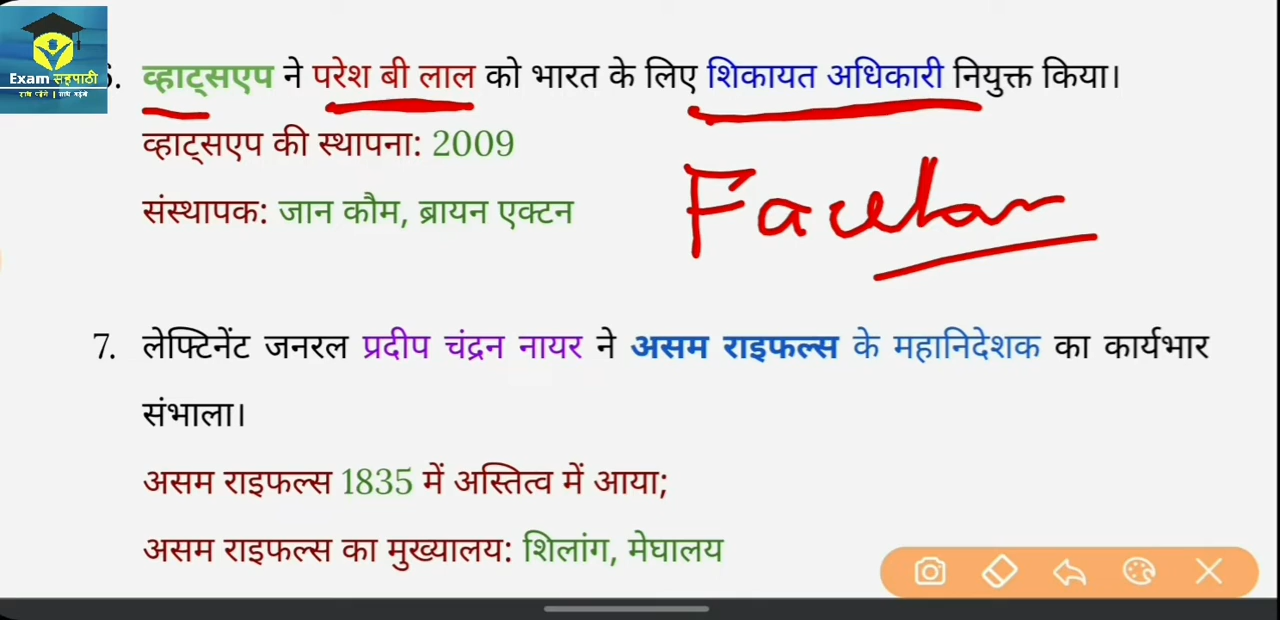 Exam सहपाठी
6. व्हाट्सएप ने परेश बी लाल को भारत के लिए शिकायत अधिकारी नियुक्त किया।
व्हाट्सएप की स्थापना: 2009
संस्थापक: जान कौम, ब्रायन एक्टन
7. लेफ्टिनेंट जनरल प्रदीप चंद्रन नायर ने असम राइफल्स के महानिदेशक का कार्यभार
संभाला।
असम राइफल्स 1835 में अस्तित्व में आया;
असम राइफल्स का मुख्यालय: शिलांग, मेघालय